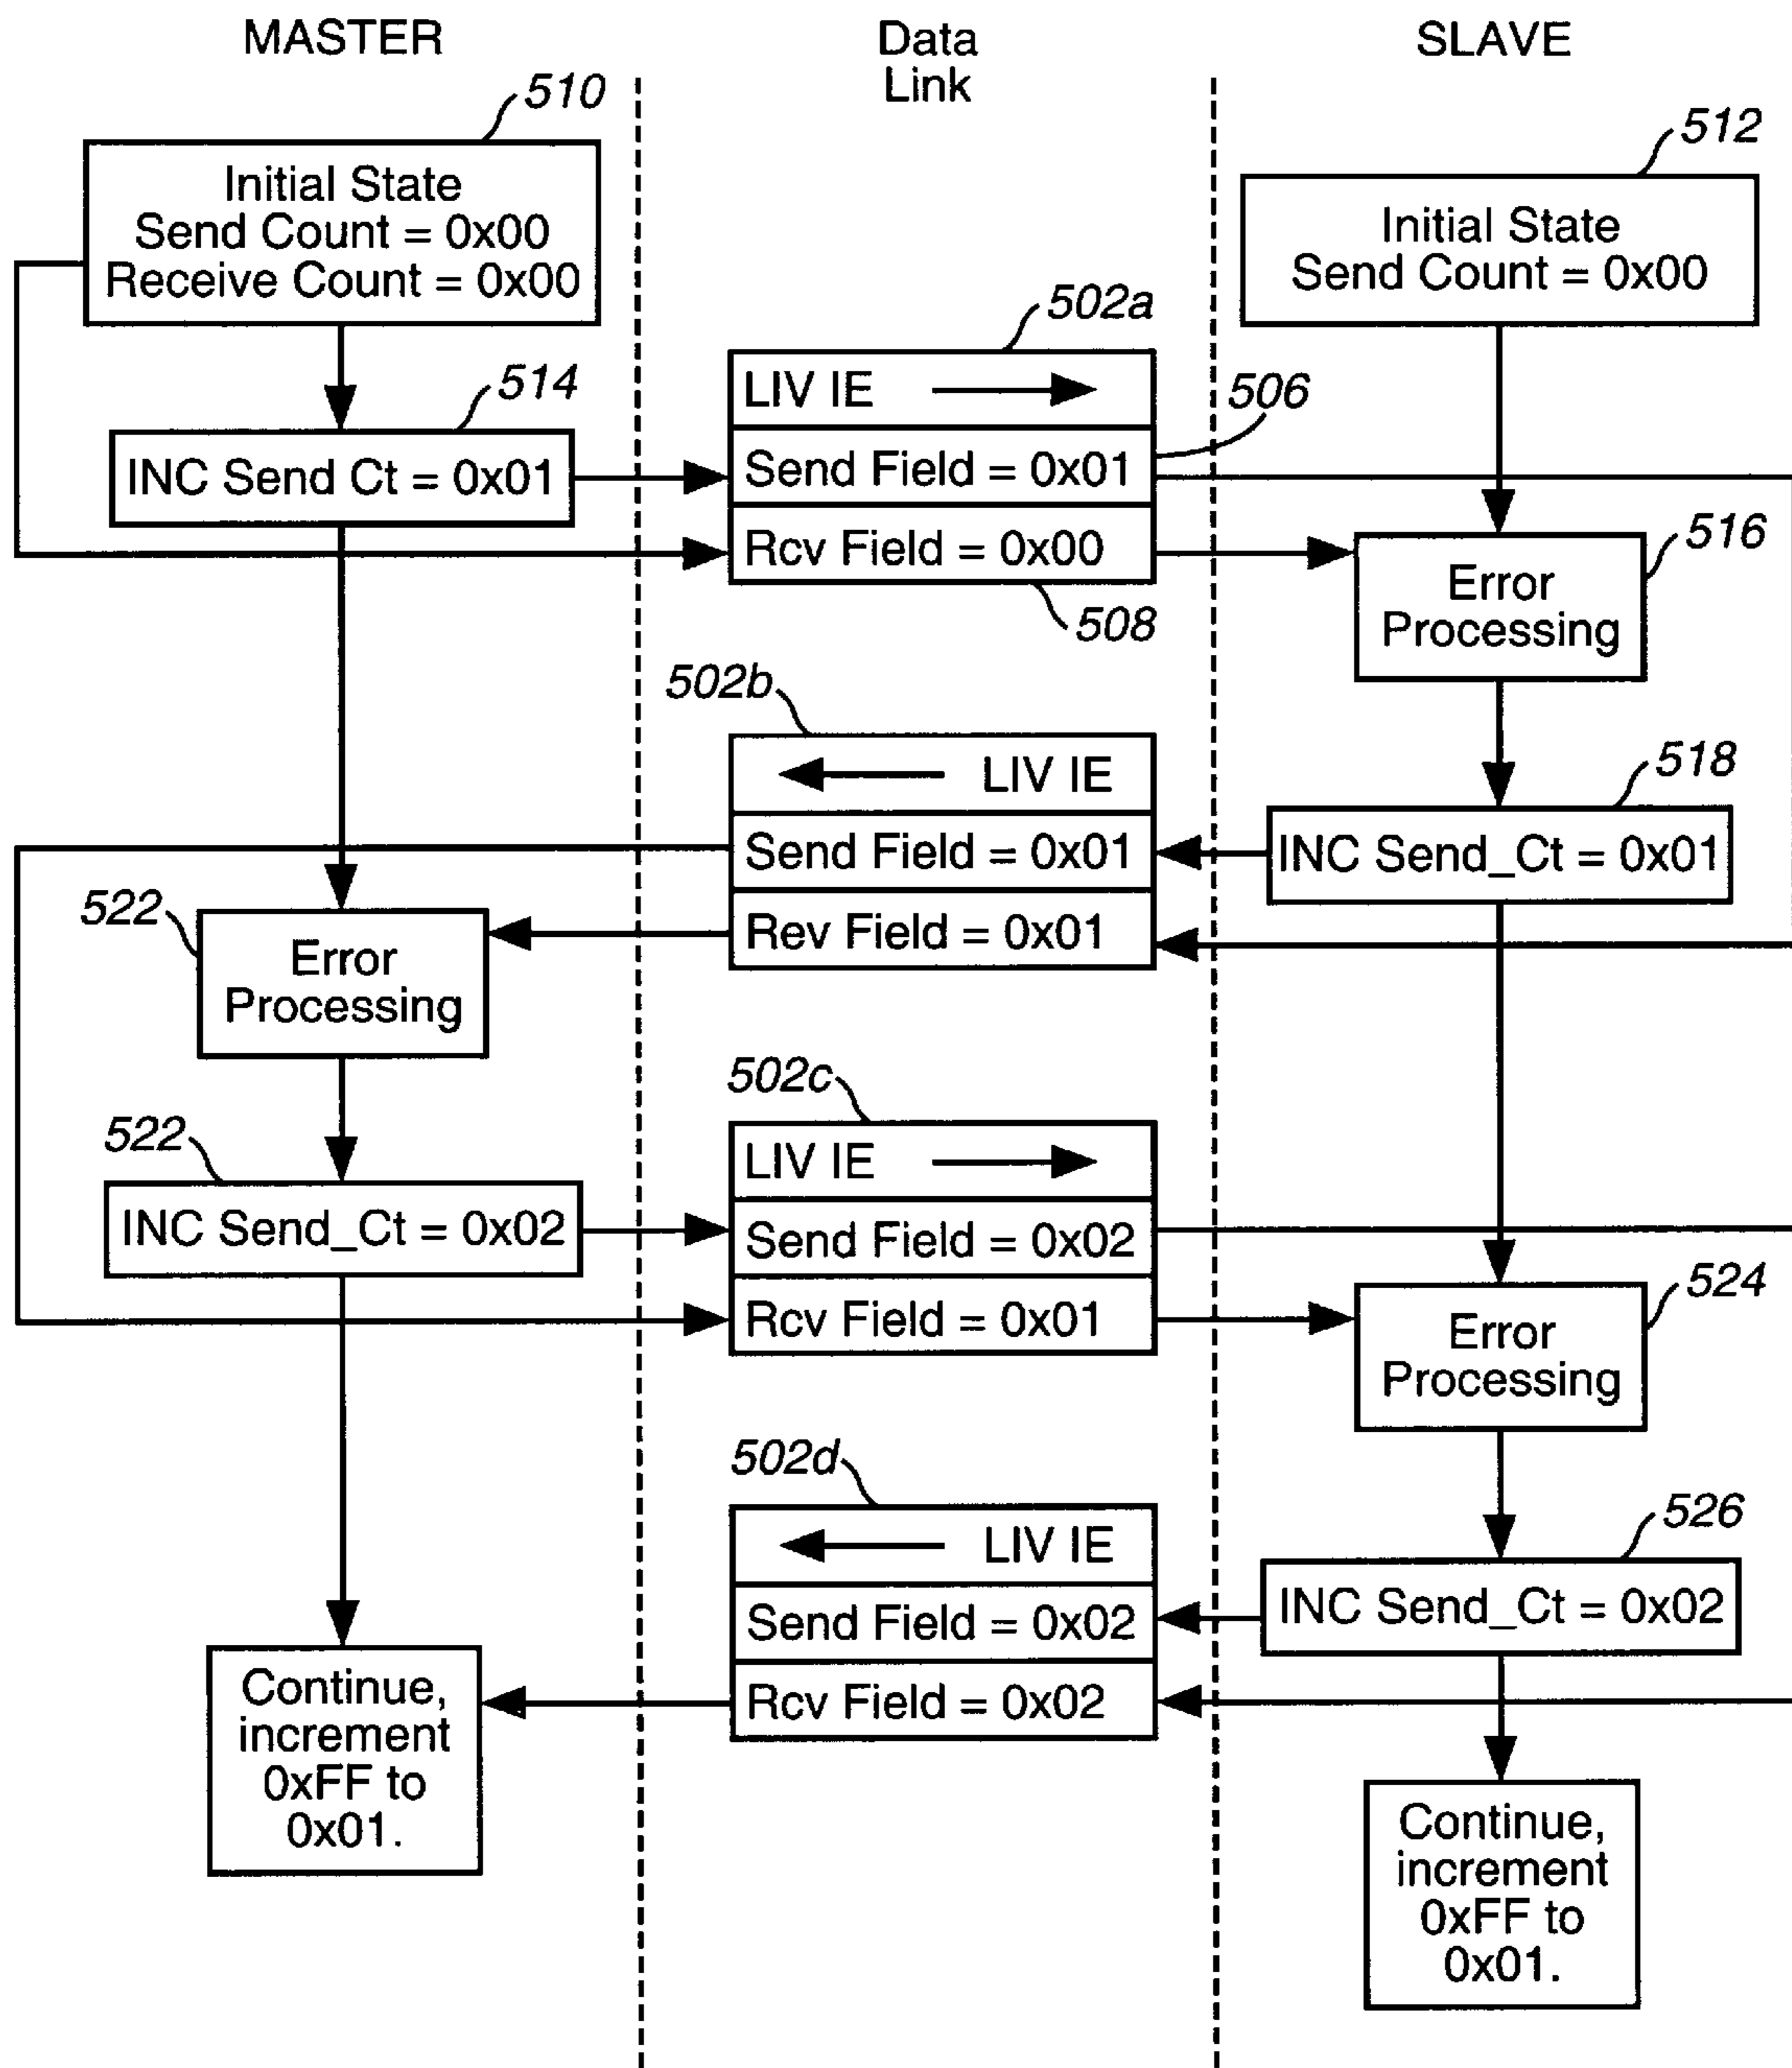 MASTER
Data
Link
SLAVE
510
Initial State
Send Count = 0x00
Receive Count = 0x00
512
Initial State
Send Count = 0x00
502a
LIV IE
506
514
INC Send Ct = 0x01
Send Field = 0x01
Rcv Field = 0x00
508
516
Error
Processing
502b
LIV IE
518
Send Field = 0x01
INC Send_Ct = 0x01
Rev Field = 0x01
522
Error
Processing
502c
LIV IE
522
INC Send_Ct = 0x02
Send Field = 0x02
Rcv Field = 0x01
524
Error
Processing
502d
LIV IE
526
Send Field = 0x02
INC Send_Ct = 0x02
Rcv Field = 0x02
Continue,
increment
0xFF to
0x01.
Continue,
increment
0xFF to
0x01.